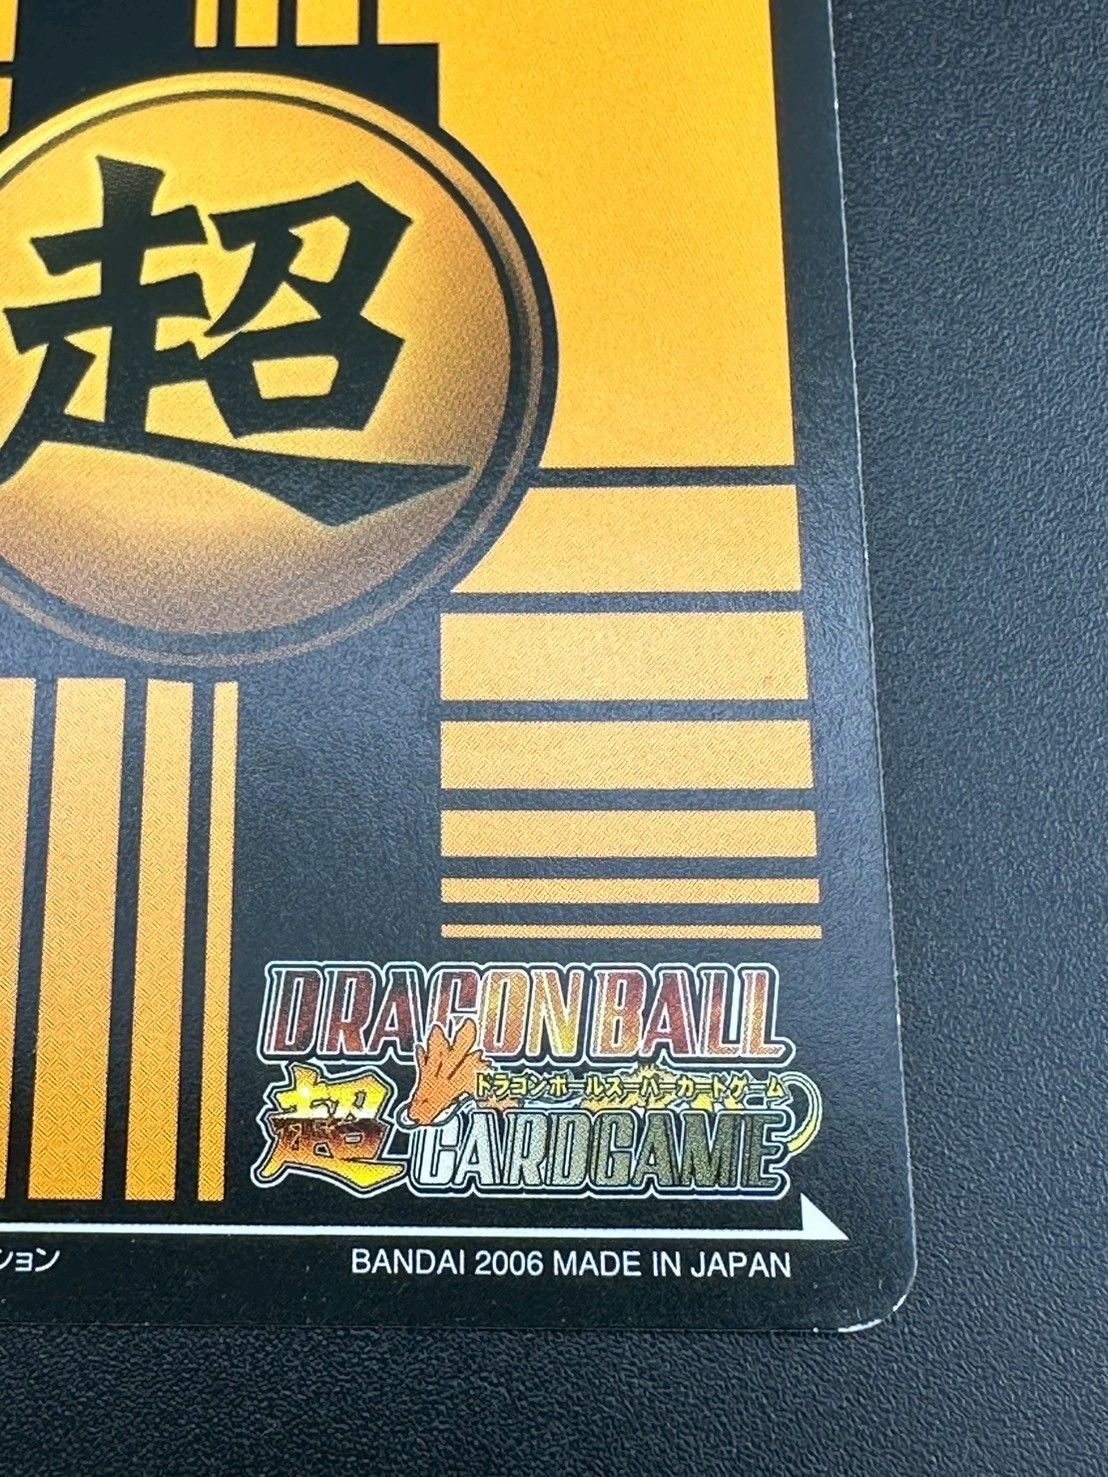 超
DRAGON BALL
ドラゴンボールスーパーカードゲーム
超 CARDGAME
ション
BANDAI 2006 MADE IN JAPAN